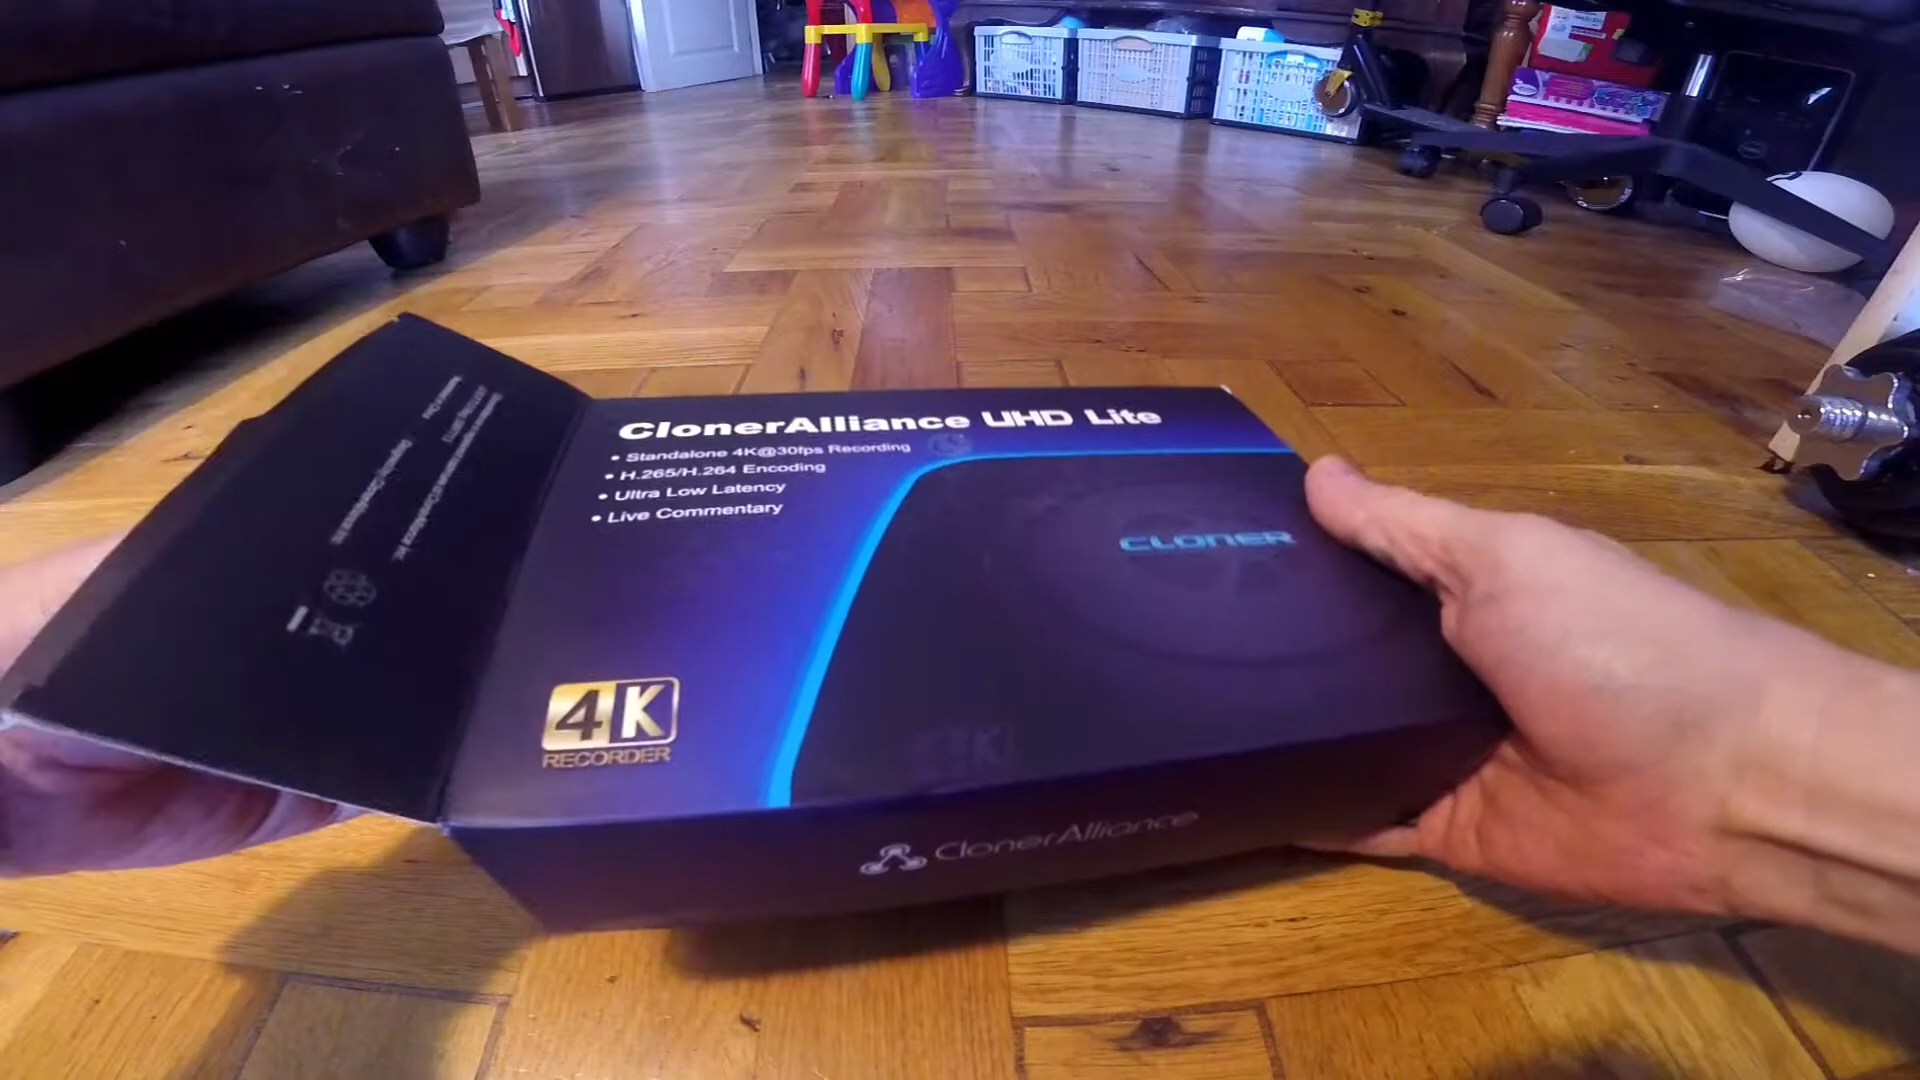 ClonerAlliance UHD Lite
• Standalone 4K@30fps Recording
• H.265/H.264 Encoding
• Ultra Low Latency
• Live Commentary
CLONER
4K
RECORDER
ClonerAlliance